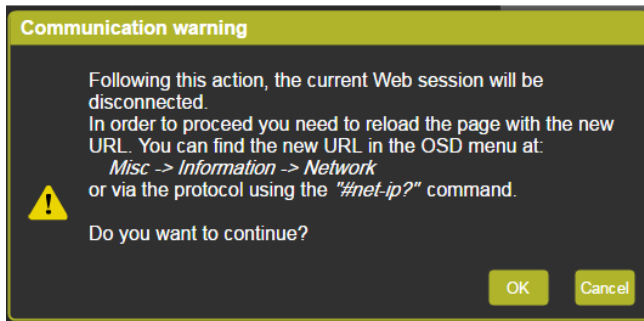 Communication warning
Following this action, the current Web session will be
disconnected.
In order to proceed you need to reload the page with the new
URL. You can find the new URL in the OSD menu at:
Misc -> Information -> Network
or via the protocol using the "#net-ip?" command.
Do you want to continue?
OK Cancel